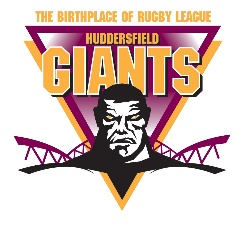 THE BIRTHPLACE OF RUGBY LEAGUE
HUDDERSFIELD
GIANTS